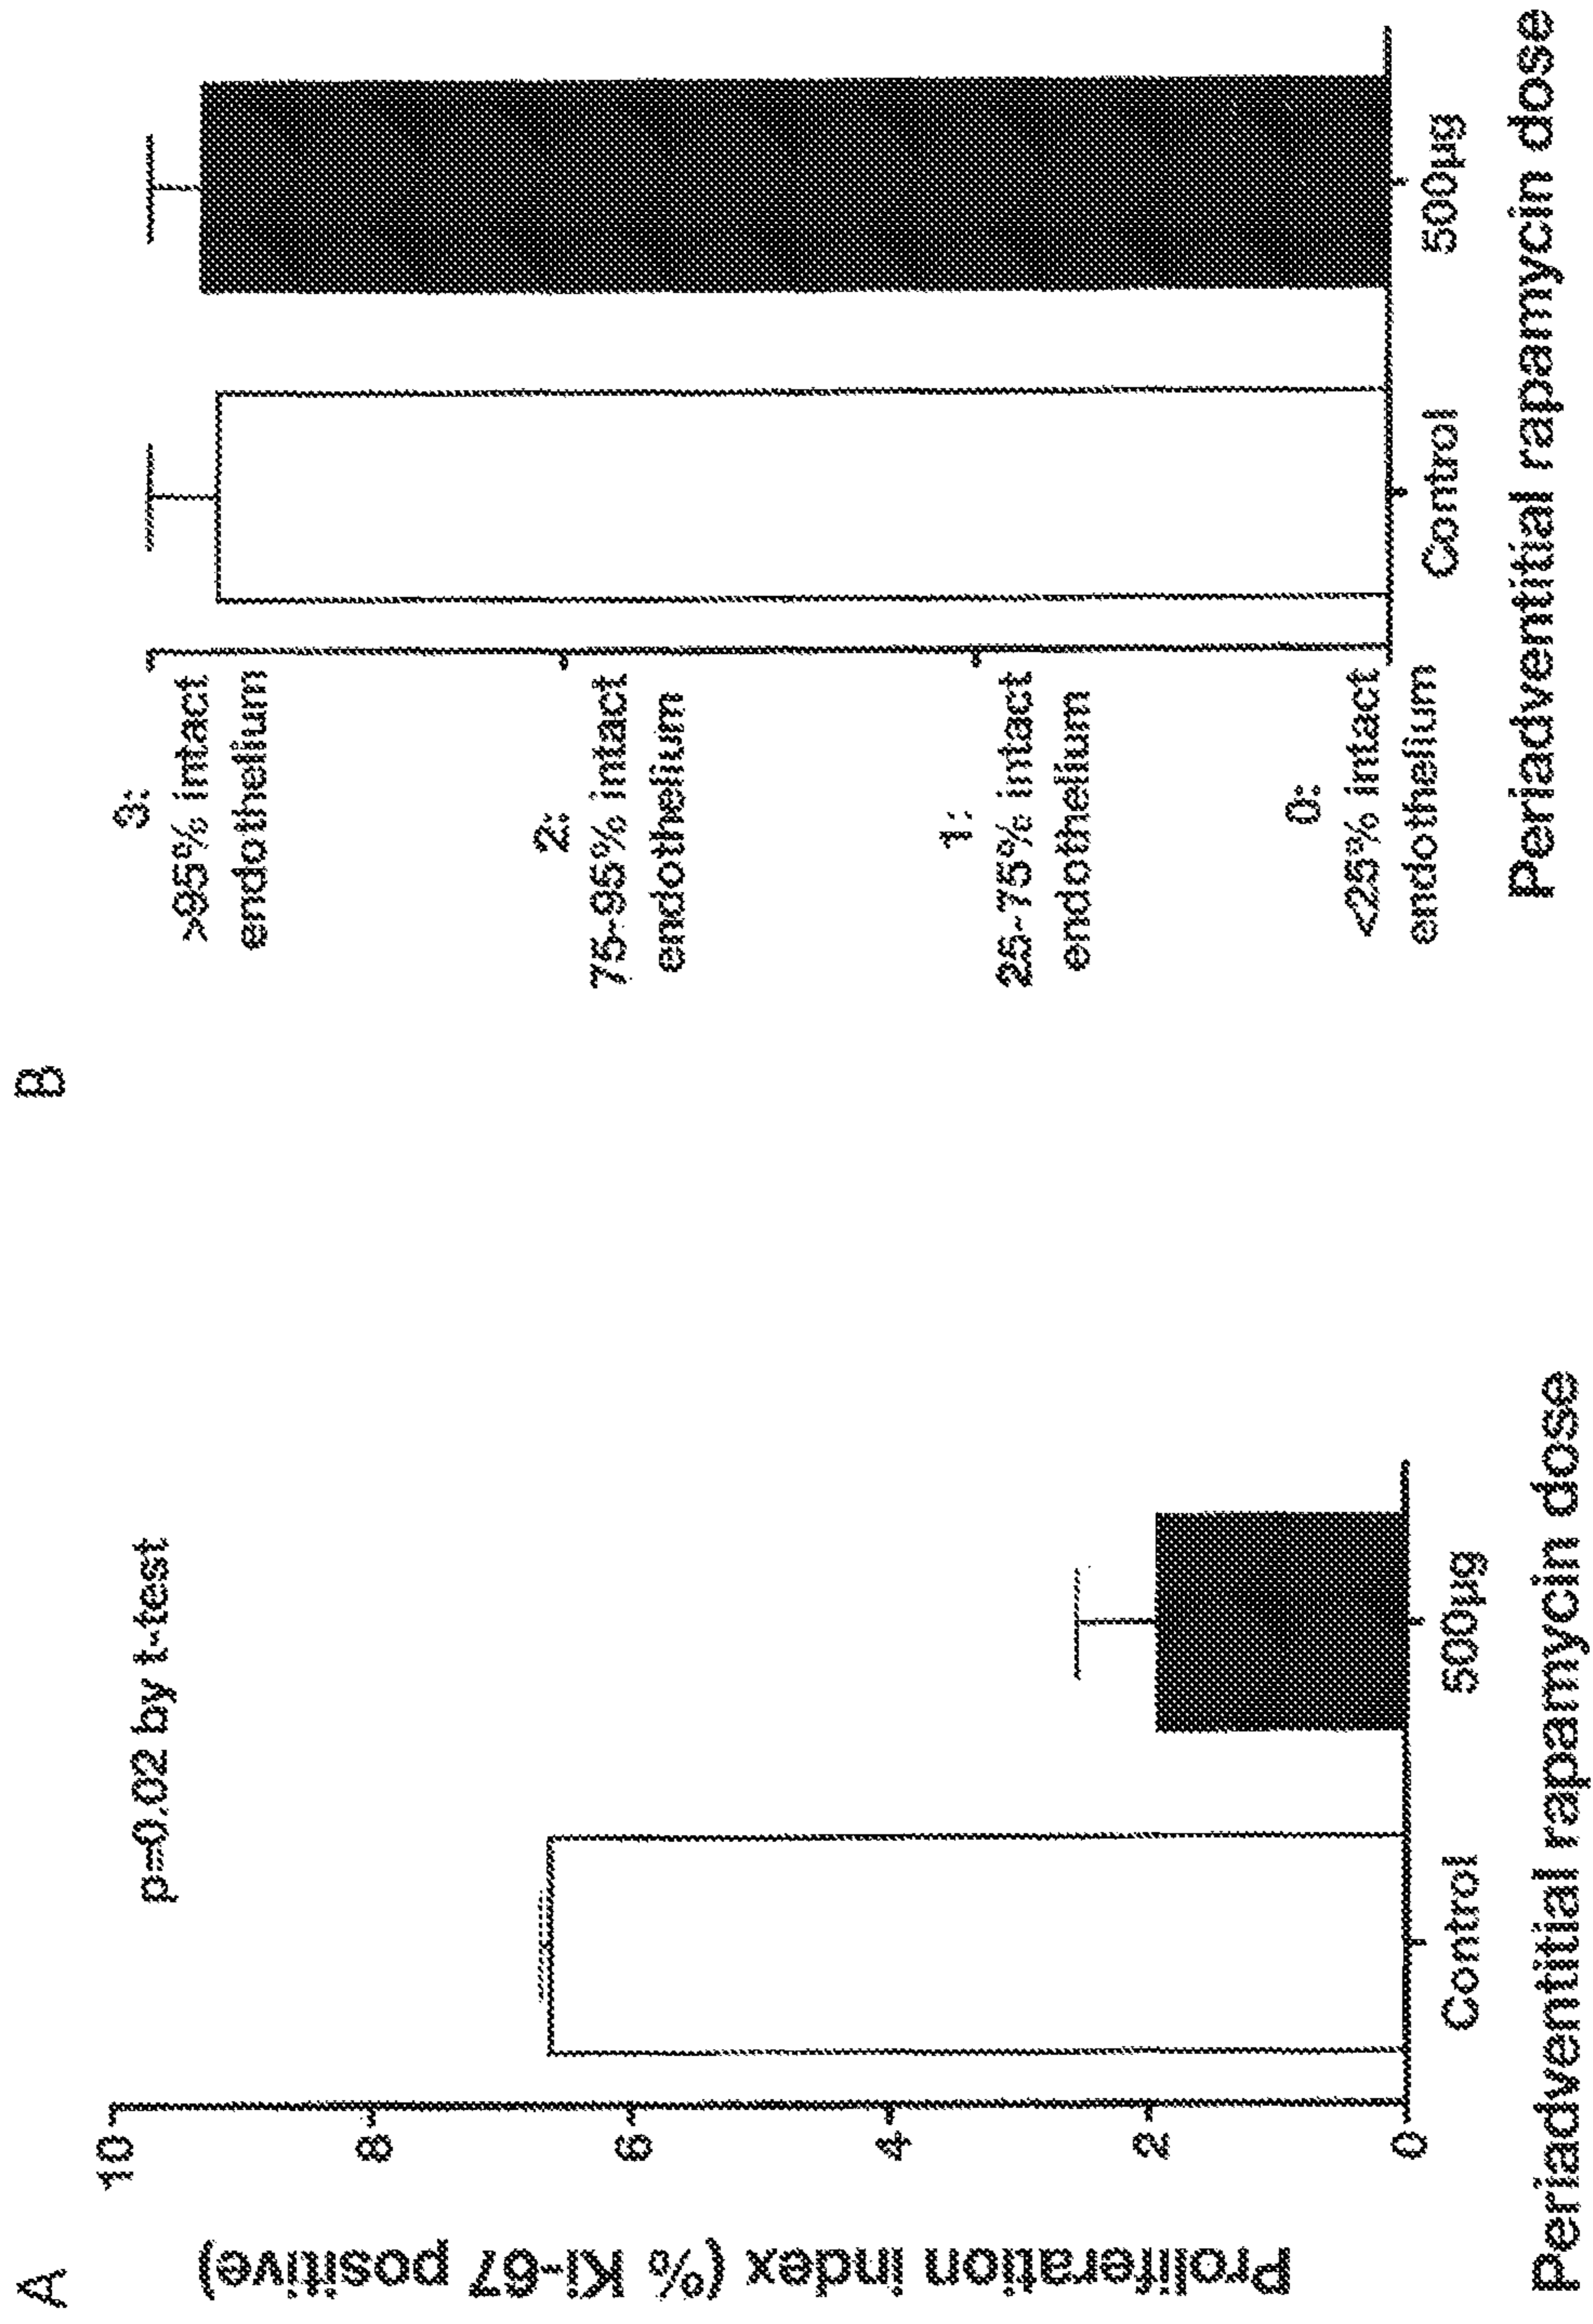 A
p=0.02 by t-test
Proliferation index (% Ki-67 positive)
10
8
6
4
2
0
Control
500µg
Periadventitial rapamycin dose
B
3:
>95% intact
endothelium
2:
75-95% intact
endothelium
1:
25-75% intact
endothelium
0:
<25% intact
endothelium
Control
500µg
Periadventitial rapamycin dose